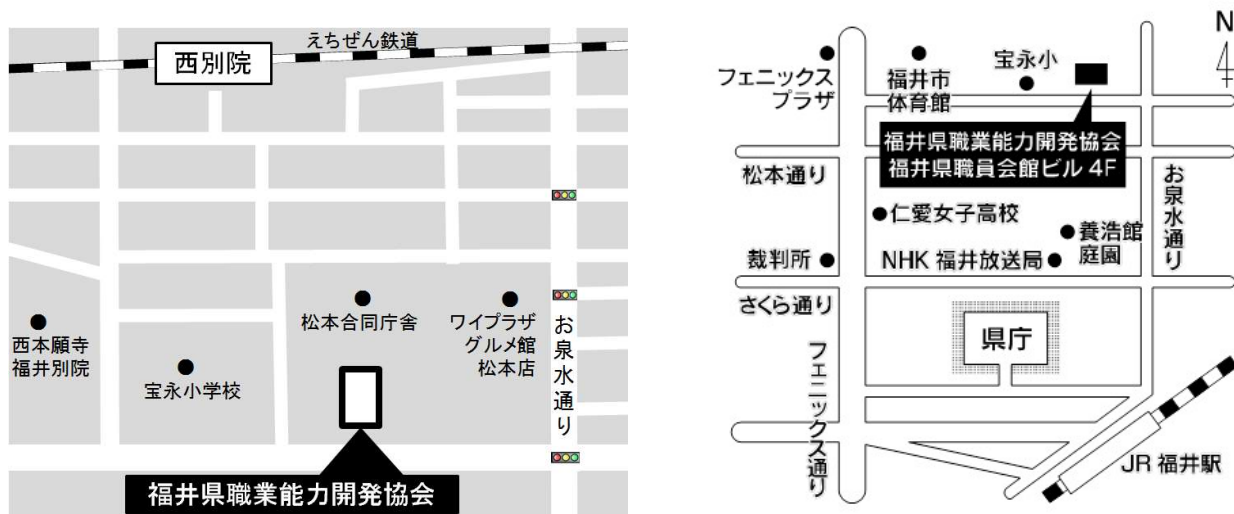 えちぜん鉄道
西別院
松本合同庁舎
ワイプラザ
グルメ館
松本店
西本願寺
福井別院
宝永小学校
お泉水通り
福井県職業能力開発協会
N
フェニックス
プラザ
福井市
体育館
宝永小
福井県職業能力開発協会
福井県職員会館ビル 4F
松本通り
お泉水通り
仁愛女子高校
養浩館
庭園
裁判所
NHK 福井放送局
さくら通り
県庁
フェニックス通り
JR 福井駅